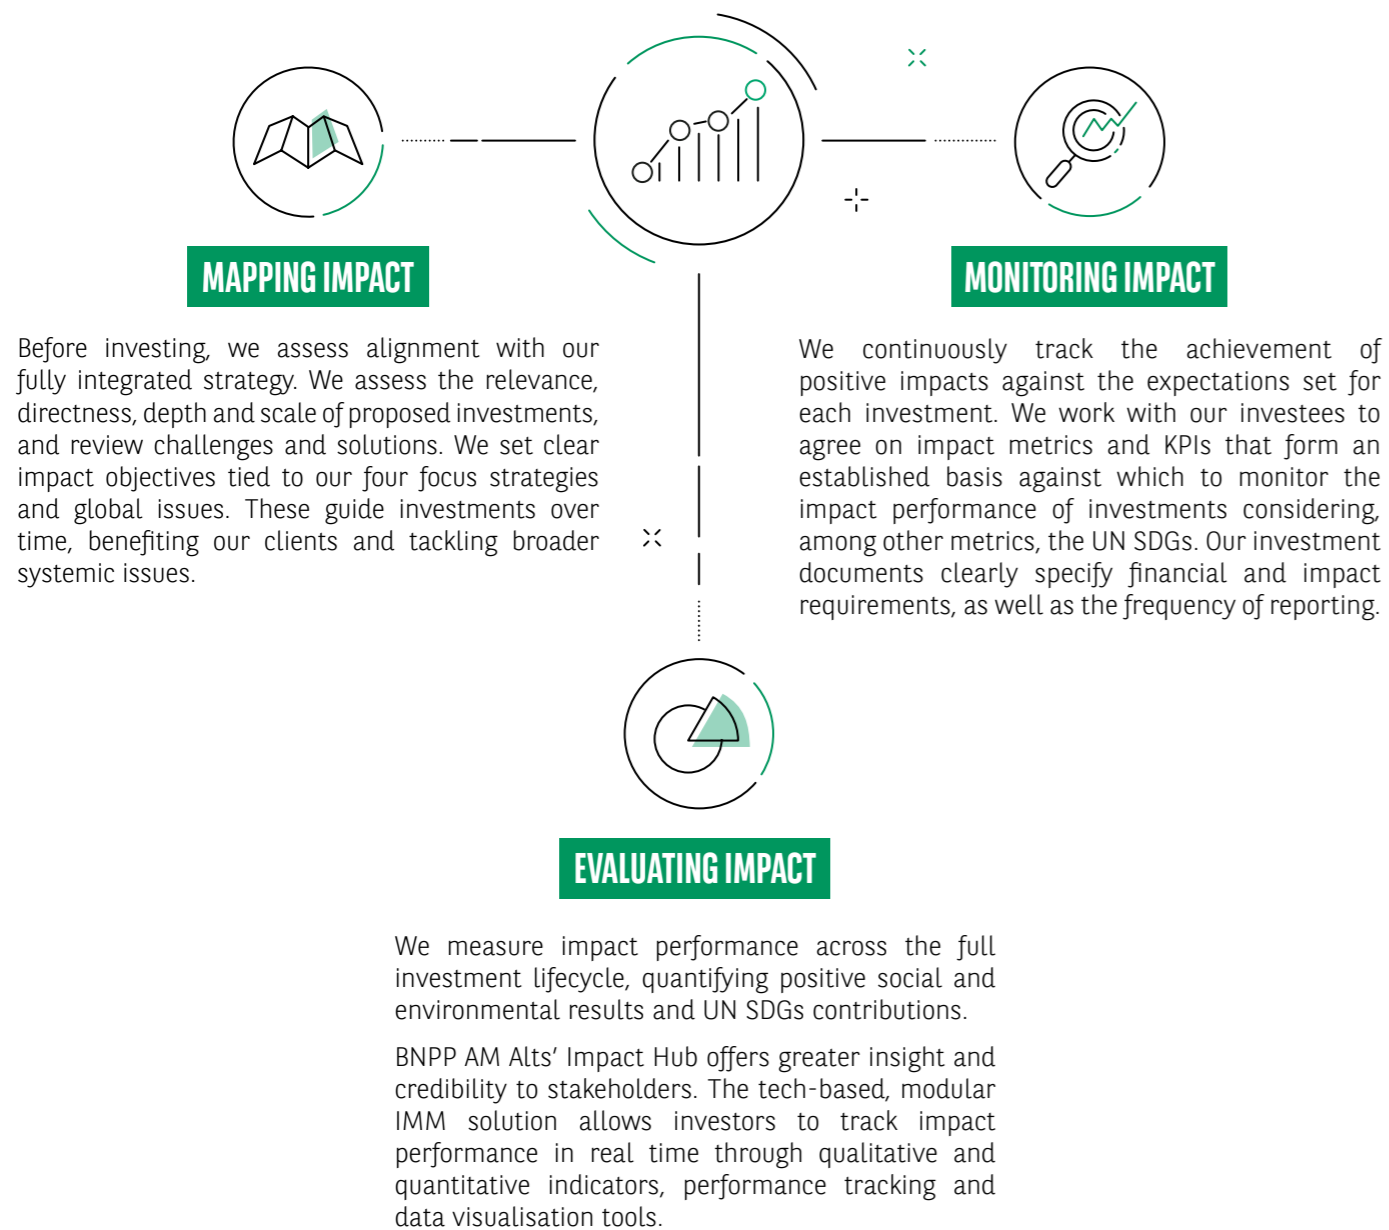 MAPPING IMPACT
Before investing, we assess alignment with our
fully integrated strategy. We assess the relevance,
directness, depth and scale of proposed investments,
and review challenges and solutions. We set clear
impact objectives tied to our four focus strategies
and global issues. These guide investments over
time, benefiting our clients and tackling broader
systemic issues.
MONITORING IMPACT
We continuously track the achievement of
positive impacts against the expectations set for
each investment. We work with our investees to
agree on impact metrics and KPIs that form an
established basis against which to monitor the
impact performance of investments considering,
among other metrics, the UN SDGs. Our investment
documents clearly specify financial and impact
requirements, as well as the frequency of reporting.
EVALUATING IMPACT
We measure impact performance across the full
investment lifecycle, quantifying positive social and
environmental results and UN SDGs contributions.
BNPP AM Alts’ Impact Hub offers greater insight and
credibility to stakeholders. The tech-based, modular
IMM solution allows investors to track impact
performance in real time through qualitative and
quantitative indicators, performance tracking and
data visualisation tools.